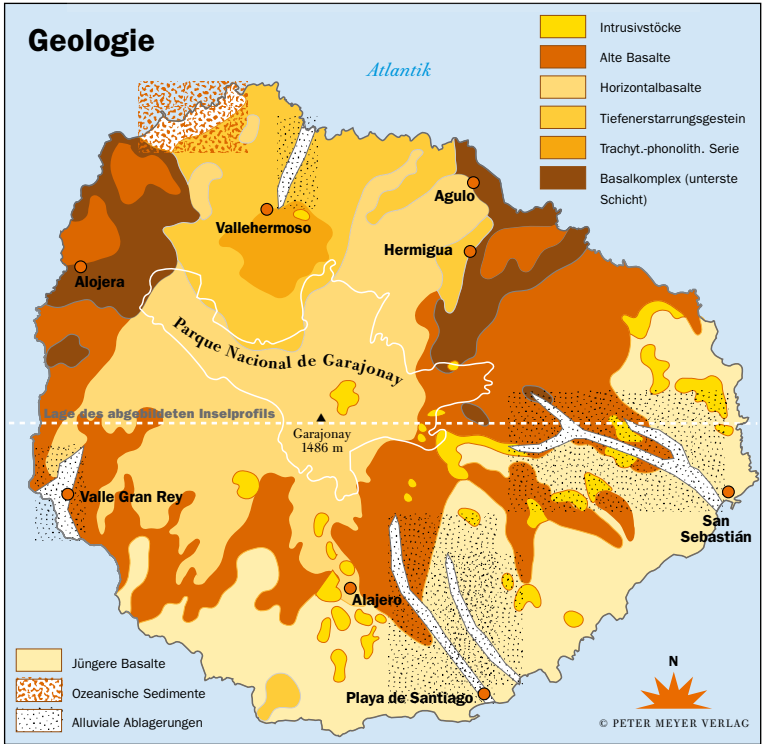 Geologie
Atlantik
Intrusivstöcke
Alte Basalte
Horizontalbasalte
Tiefenerstarrungsgestein
Trachyt.-phonolith. Serie
Basalkomplex (unterste
Schicht)
Agulo
Vallehermoso
Hermigua
Alojera
Parque Nacional de Garajonay
Lage des abgebildeten Inselprofils
Garajonay
1486 m
Valle Gran Rey
San
Sebastián
Alajero
Playa de Santiago
Jüngere Basalte
Ozeanische Sedimente
Alluviale Ablagerungen
N
© PETER MEYER VERLAG